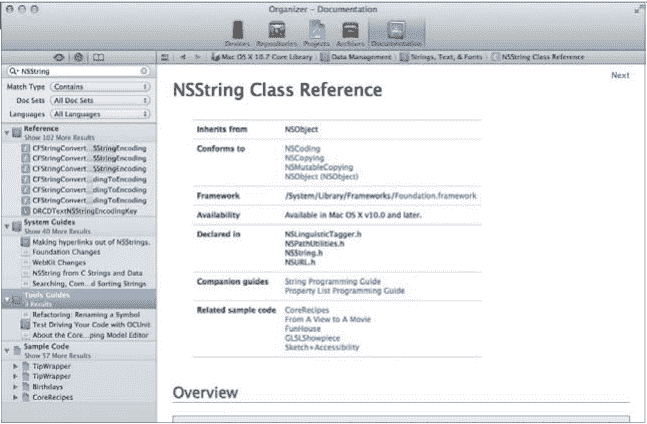 Organizer – Documentation
Devices Repositories Projects Archives Documentation
Mac OS X 10.7 Core Library Data Management Strings, Text, & Fonts NSString Class Reference
NSString
Match Type Contains
Doc Sets All Doc Sets
Languages All Languages
Reference
Show 102 More Results
CFStringConvert...SStringEncoding
CFStringConvert...SStringEncoding
CFStringConvert...SStringEncoding
CFStringConvert...dingToEncoding
CFStringConvert...dingToEncoding
CFStringConvert...dingToEncoding
DRCDTextNSStringEncodingKey
System Guides
Show 40 More Results
Making hyperlinks out of NSStrings.
Foundation Changes
WebKit Changes
NSString from C Strings and Data
Searching, Com...d Sorting Strings
Tools Guides
3 Results
Refactoring: Renaming a Symbol
Test Driving Your Code with OCUnit
About the Core...ping Model Editor
Sample Code
Show 57 More Results
TipWrapper
TipWrapper
Birthdays
CoreRecipes
Next
NSString Class Reference
Inherits from NSObject
Conforms to NSCoding
NSCopying
NSMutableCopying
NSObject (NSObject)
Framework /System/Library/Frameworks/Foundation.framework
Availability Available in Mac OS X v10.0 and later.
Declared in NSLinguisticTagger.h
NSPathUtilities.h
NSString.h
NSURL.h
Companion guides String Programming Guide
Property List Programming Guide
Related sample code CoreRecipes
From A View to A Movie
FunHouse
GLSLShowpiece
Sketch+Accessibility
Overview